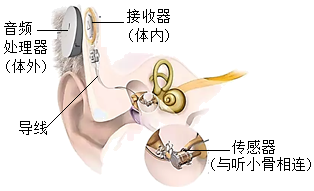 音频
处理器
(体外)
接收器
(体内)
导线
传感器
(与听小骨相连)